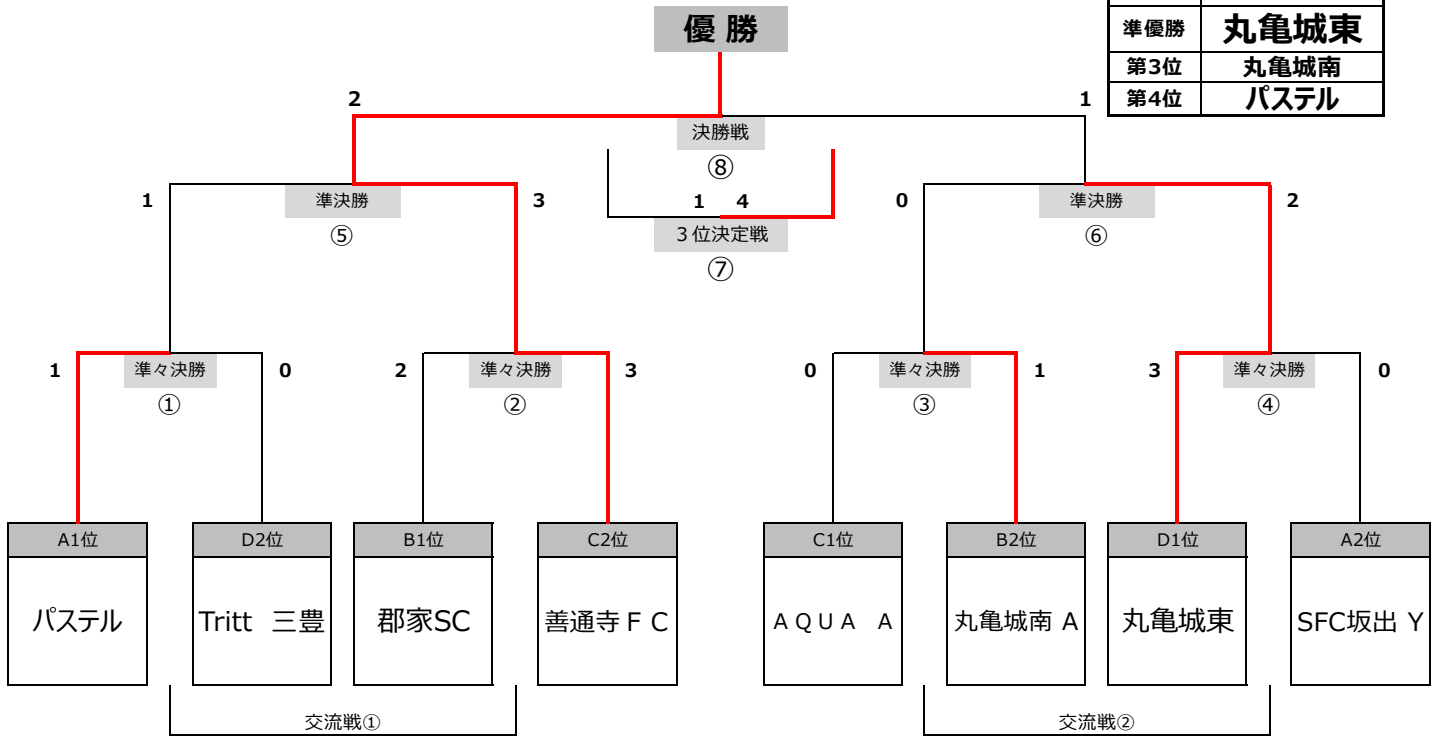 優 勝
準優勝 丸亀城東
第3位 丸亀城南
第4位 パステル
2 1
決勝戦
⑧
1 準決勝 3 1 4 0 準決勝 2
⑤ 3位決定戦 ⑥
⑦
1 準々決勝 0 2 準々決勝 3 0 準々決勝 1 3 準々決勝 0
① ② ③ ④
A1位 D2位 B1位 C2位 C1位 B2位 D1位 A2位
パステル Tritt 三豊 郡家SC 善通寺FC AQUA A 丸亀城南 A 丸亀城東 SFC坂出 Y
交流戦① 交流戦②